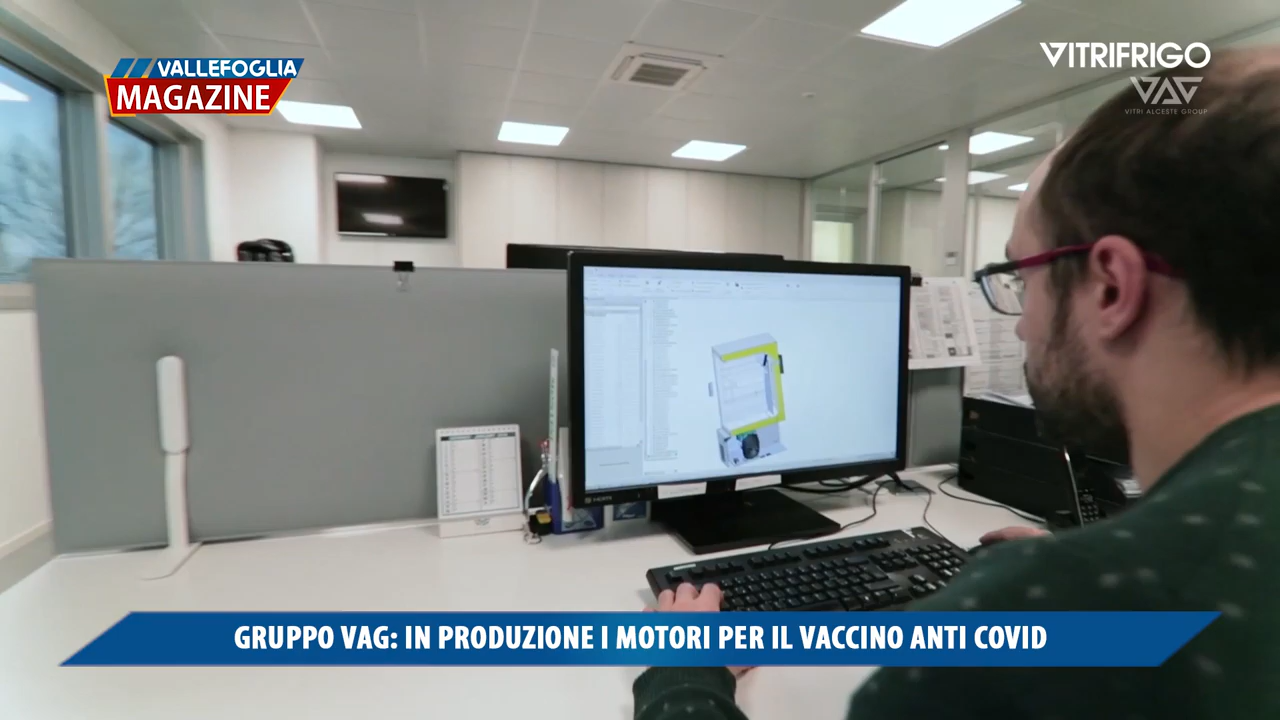 VALLEFOGLIA
MAGAZINE
VITRIFRIGO
VAG
VITRI ALCESTE GROUP
GRUPPO VAG: IN PRODUZIONE I MOTORI PER IL VACCINO ANTI COVID